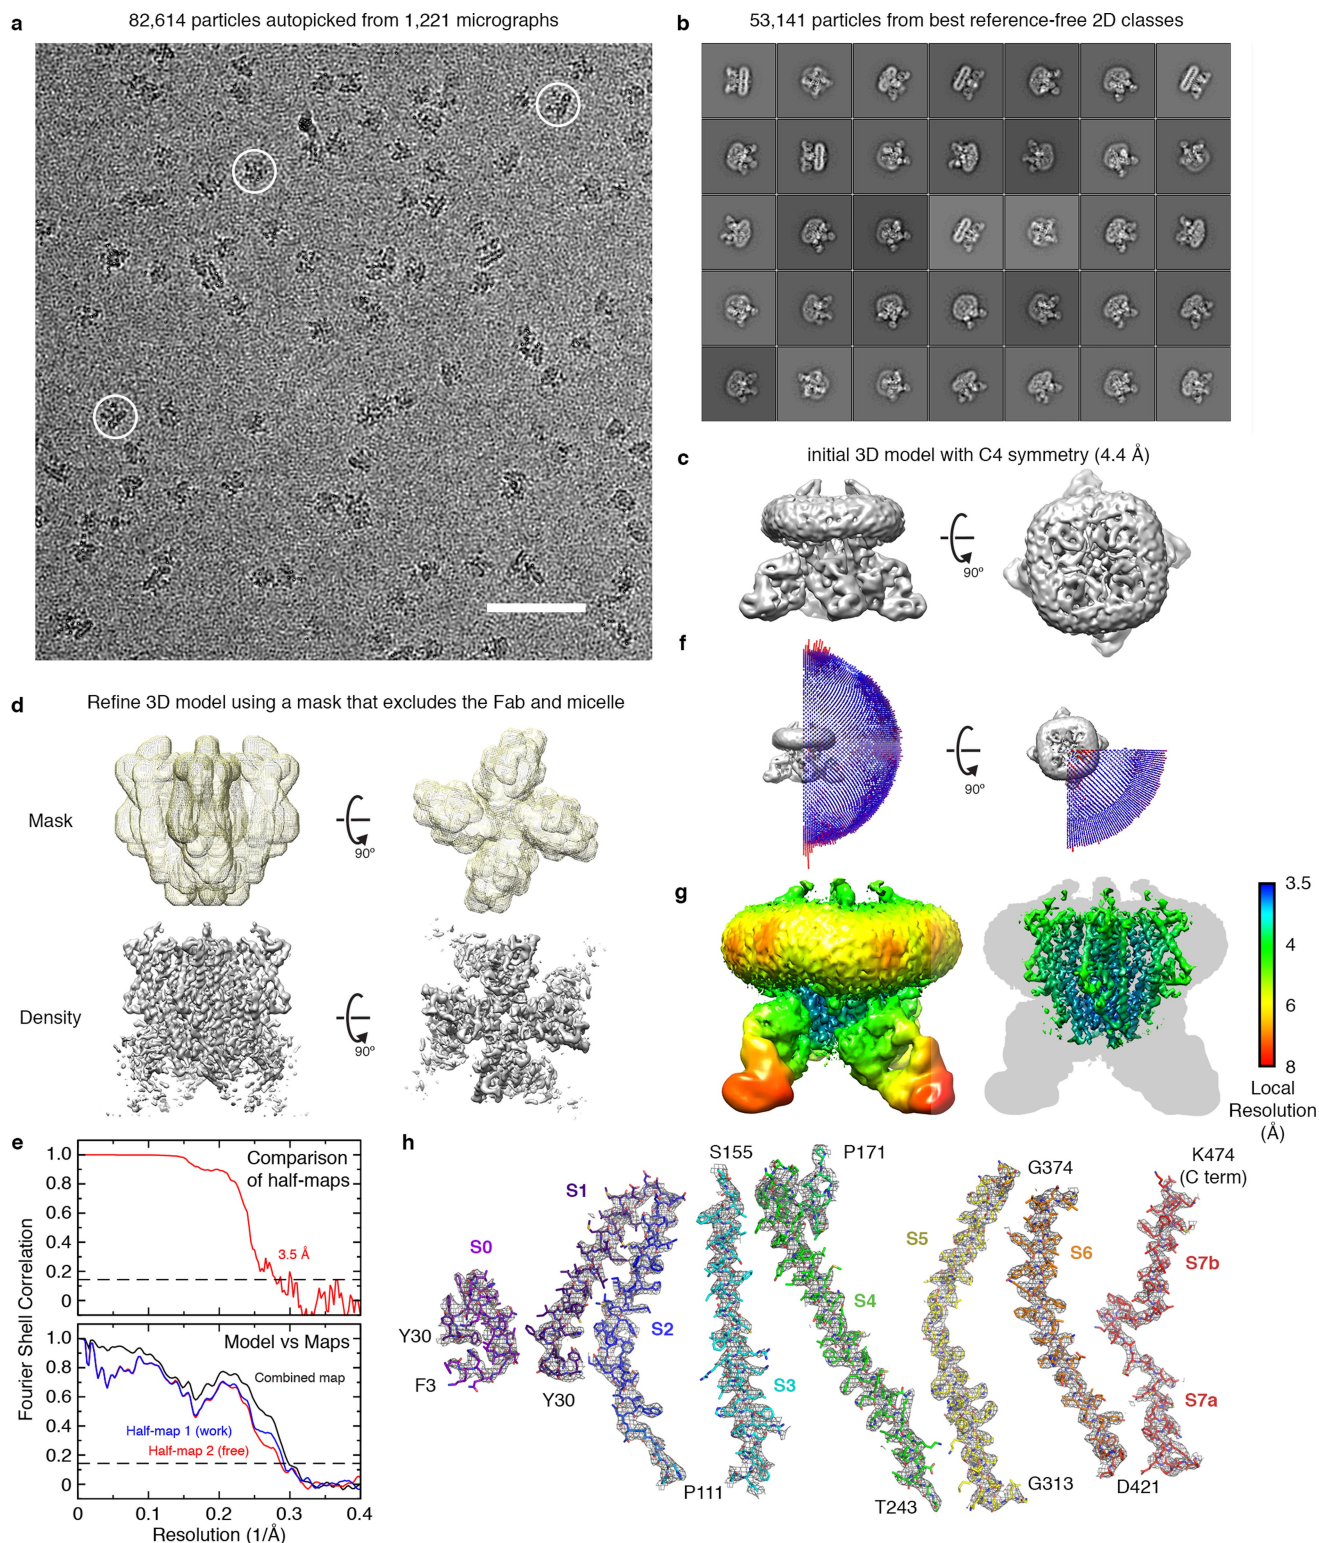 a
82,614 particles autopicked from 1,221 micrographs
b
53,141 particles from best reference-free 2D classes
c
initial 3D model with C4 symmetry (4.4 Å)
90º
d
Refine 3D model using a mask that excludes the Fab and micelle
Mask
90º
Density
90º
f
90º
g
3.5
4
6
8
Local
Resolution
(Å)
e
Comparison
of half-maps
3.5 Å
1.0
0.8
0.6
0.4
0.2
0
Model vs Maps
Combined map
Half-map 1 (work)
Half-map 2 (free)
1.0
0.8
0.6
0.4
0.2
0
Fourier Shell Correlation
0 0.1 0.2 0.3 0.4
Resolution (1/Å)
h
S0
Y30
F3
S1
Y30
S2
P111
S155
S3
P171
S4
T243
S5
G313
G374
S6
D421
K474
(C term)
S7b
S7a